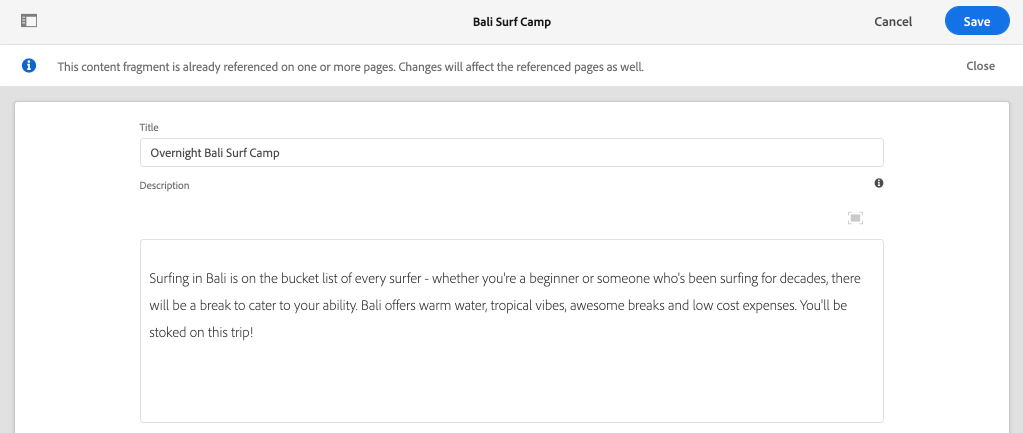 Bali Surf Camp
Cancel
Save
This content fragment is already referenced on one or more pages. Changes will affect the referenced pages as well.
Close
Title
Overnight Bali Surf Camp
Description
Surfing in Bali is on the bucket list of every surfer - whether you're a beginner or someone who's been surfing for decades, there
will be a break to cater to your ability. Bali offers warm water, tropical vibes, awesome breaks and low cost expenses. You'll be
stoked on this trip!